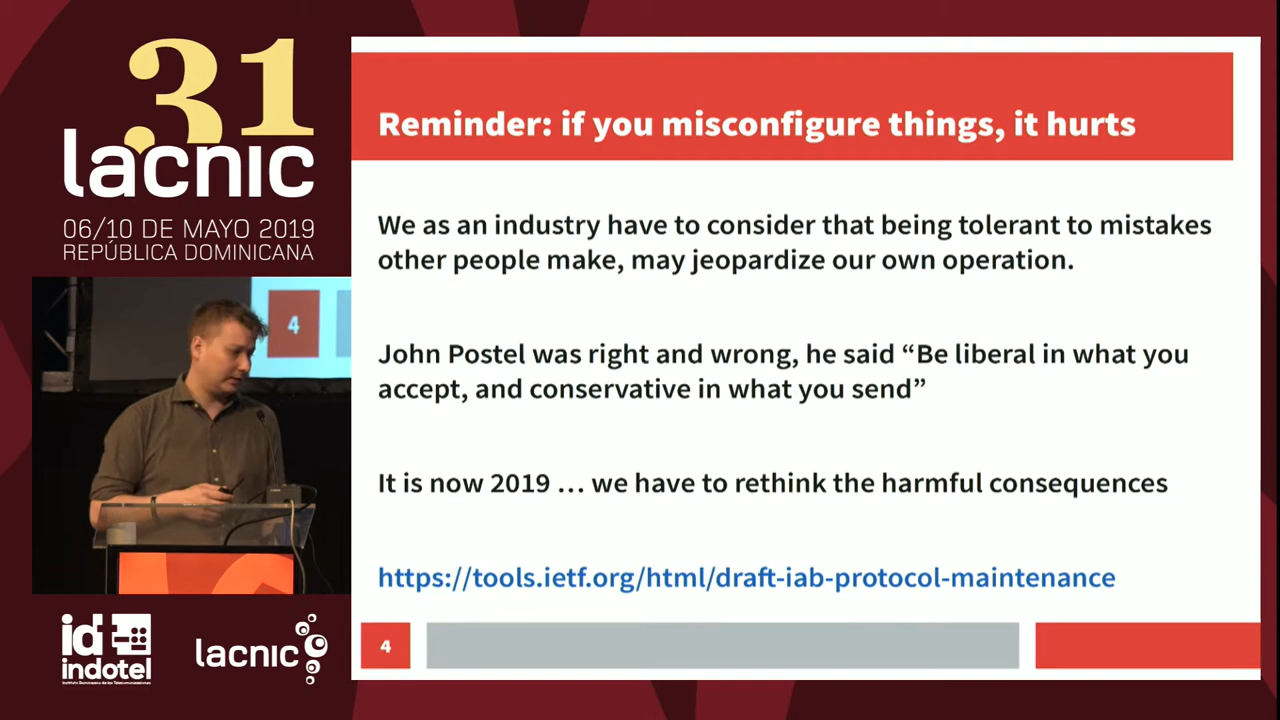 31
lacnic
06/10 DE MAYO 2019
REPÚBLICA DOMINICANA
4
id
indotel
lacnic
Reminder: if you misconfigure things, it hurts
We as an industry have to consider that being tolerant to mistakes
other people make, may jeopardize our own operation.
John Postel was right and wrong, he said “Be liberal in what you
accept, and conservative in what you send”
It is now 2019 … we have to rethink the harmful consequences
https://tools.ietf.org/html/draft-iab-protocol-maintenance
4